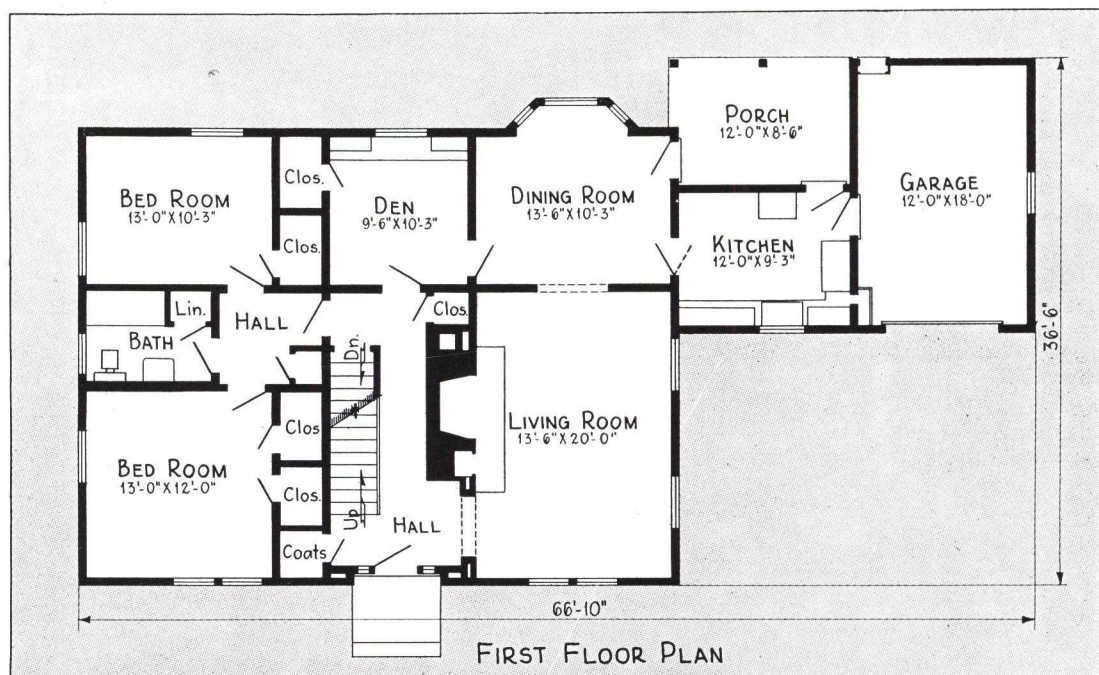 PORCH
12'-0"X8'-6"
BED ROOM
13'-0"X10'-3"
Clos.
DEN
9'-6"X10'-3"
DINING ROOM
13'-6"X10'-3"
GARAGE
12'-0"X18'-0"
Clos.
KITCHEN
12'-0"X9'-3"
Lin.
HALL
BATH
Clos.
Dn.
36'-6"
LIVING ROOM
13'-6"X20'-0"
Clos.
BED ROOM
13'-0"X12'-0"
Clos.
Up
HALL
Coats
66'-10"
FIRST FLOOR PLAN